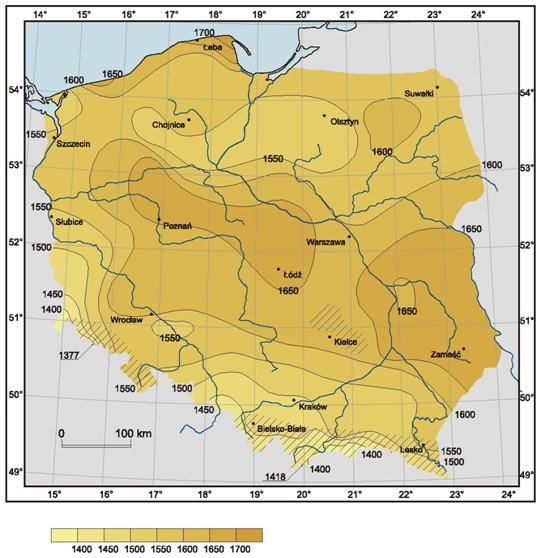 14° 15° 16° 17° 18° 19° 20° 21° 22° 23° 24°
1700
Łeba
1650
1600
54°
Suwałki
54°
Chojnice
Olsztyn
1550
Szczecin
1550
1600
53°
1600
53°
1550
Słubice
Poznań
1650
Warszawa
52°
1500
52°
Łódź
1650
1450
1400
1650
Wrocław
51°
51°
1550
Kielce
1377
Zamość
1550
1500
50°
50°
1450
Kraków
1600
0 100 km
Bielsko-Biała
Lesko
1550
1500
1400
1400
49°
1418
49°
15° 16° 17° 18° 19° 20° 21° 22° 23°
1400 1450 1500 1550 1600 1650 1700